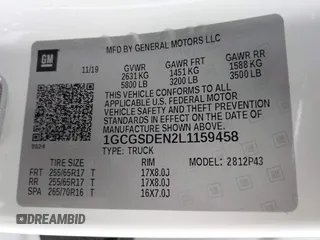 GM
MFD BY GENERAL MOTORS LLC
11/19 GVWR GAWR FRT GAWR RR
2631 KG 1451 KG 1588 KG
5800 LB 3200 LB 3500 LB
THIS VEHICLE CONFORMS TO ALL
APPLICABLE U.S. FEDERAL MOTOR
VEHICLE SAFETY AND THEFT
PREVENTION STANDARDS IN EFFECT
ON THE DATE OF MANUFACTURE
SHOWN ABOVE.
1GCGSDEN2L1159458
TYPE: TRUCK
9624
MODEL: 2812P43
TIRE SIZE RIM
FRT 255/65R17 T 17X8.0J
RR 255/65R17 T 17X8.0J
SPA 265/70R16 T 16X7.0J
DREAMBID